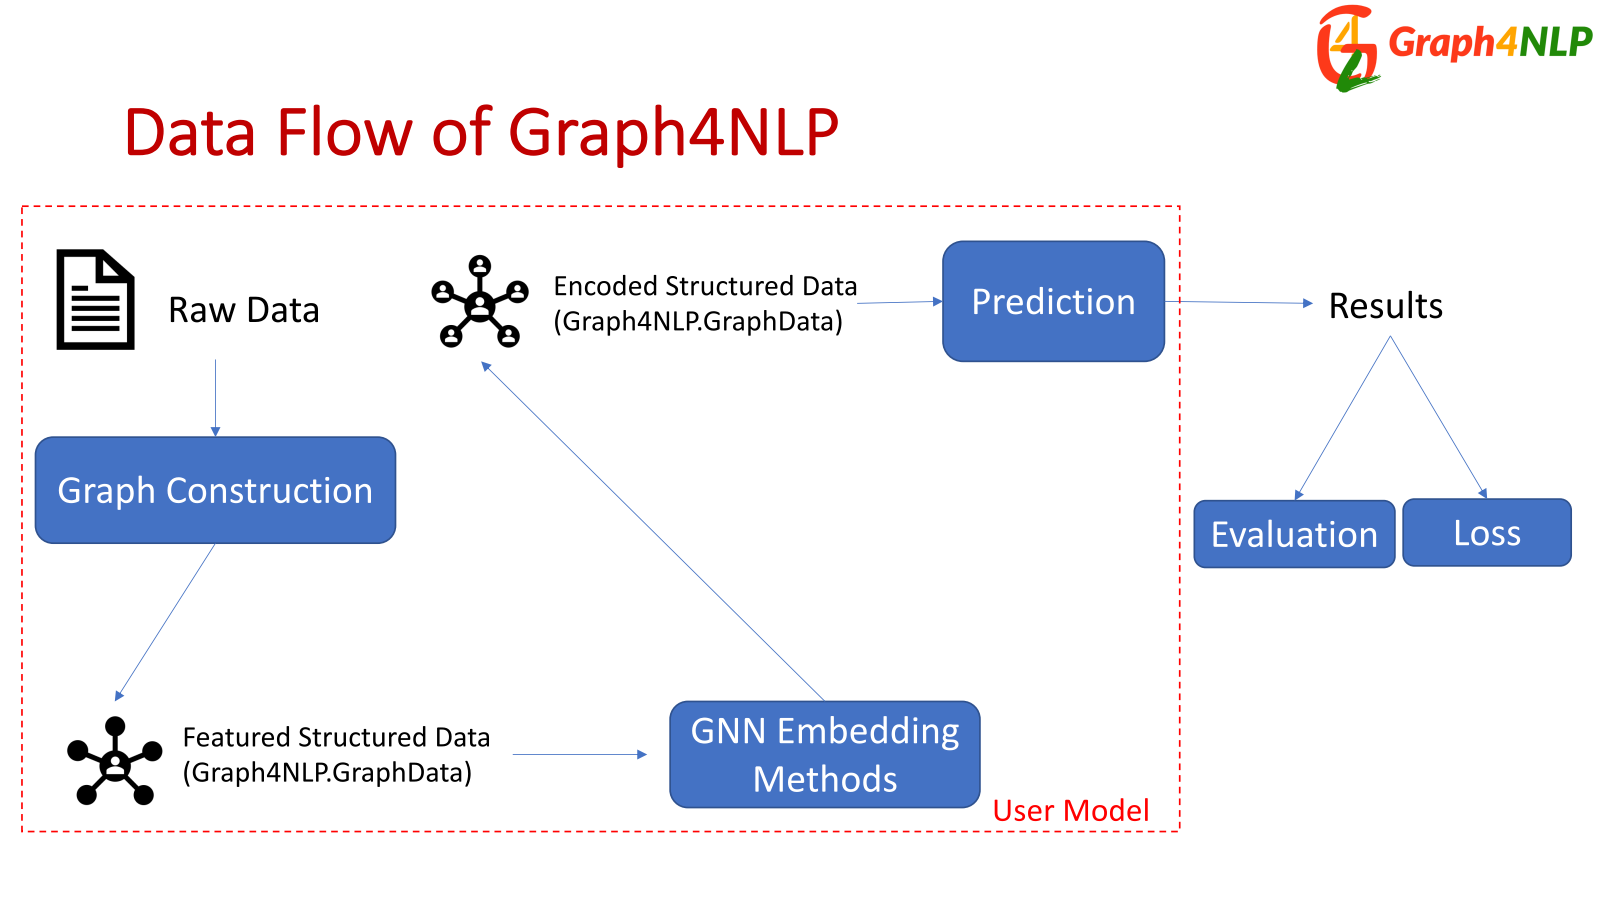 Graph4NLP
Data Flow of Graph4NLP
Raw Data
Encoded Structured Data
(Graph4NLP.GraphData)
Prediction
Results
Graph Construction
Evaluation
Loss
Featured Structured Data
(Graph4NLP.GraphData)
GNN Embedding
Methods
User Model